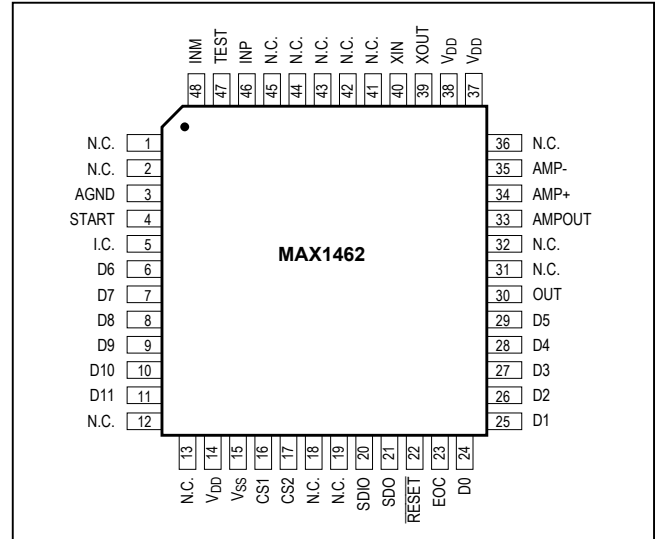 INM
TEST
INP
N.C.
N.C.
N.C.
N.C.
N.C.
XIN
XOUT
VDD
VDD
48
47
46
45
44
43
42
41
40
39
38
37
N.C. 1
N.C. 2
AGND 3
START 4
I.C. 5
D6 6
D7 7
D8 8
D9 9
D10 10
D11 11
N.C. 12
MAX1462
36 N.C.
35 AMP-
34 AMP+
33 AMPOUT
32 N.C.
31 N.C.
30 OUT
29 D5
28 D4
27 D3
26 D2
25 D1
13
14
15
16
17
18
19
20
21
22
23
24
N.C.
VDD
VSS
CS1
CS2
N.C.
N.C.
SDIO
SDO
RESET
EOC
D0